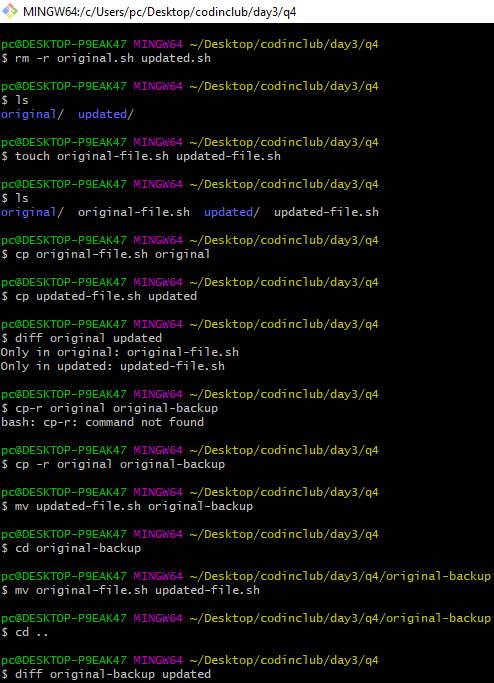 MINGW64:/c/Users/pc/Desktop/codinclub/day3/q4
pc@DESKTOP-P9EAK47 MINGW64 ~/Desktop/codinclub/day3/q4
$ rm -r original.sh updated.sh
pc@DESKTOP-P9EAK47 MINGW64 ~/Desktop/codinclub/day3/q4
$ ls
original/  updated/
pc@DESKTOP-P9EAK47 MINGW64 ~/Desktop/codinclub/day3/q4
$ touch original-file.sh updated-file.sh
pc@DESKTOP-P9EAK47 MINGW64 ~/Desktop/codinclub/day3/q4
$ ls
original/  original-file.sh  updated/  updated-file.sh
pc@DESKTOP-P9EAK47 MINGW64 ~/Desktop/codinclub/day3/q4
$ cp original-file.sh original
pc@DESKTOP-P9EAK47 MINGW64 ~/Desktop/codinclub/day3/q4
$ cp updated-file.sh updated
pc@DESKTOP-P9EAK47 MINGW64 ~/Desktop/codinclub/day3/q4
$ diff original updated
Only in original: original-file.sh
Only in updated: updated-file.sh
pc@DESKTOP-P9EAK47 MINGW64 ~/Desktop/codinclub/day3/q4
$ cp-r original original-backup
bash: cp-r: command not found
pc@DESKTOP-P9EAK47 MINGW64 ~/Desktop/codinclub/day3/q4
$ cp -r original original-backup
pc@DESKTOP-P9EAK47 MINGW64 ~/Desktop/codinclub/day3/q4
$ mv updated-file.sh original-backup
pc@DESKTOP-P9EAK47 MINGW64 ~/Desktop/codinclub/day3/q4
$ cd original-backup
pc@DESKTOP-P9EAK47 MINGW64 ~/Desktop/codinclub/day3/q4/original-backup
$ mv original-file.sh updated-file.sh
pc@DESKTOP-P9EAK47 MINGW64 ~/Desktop/codinclub/day3/q4/original-backup
$ cd ..
pc@DESKTOP-P9EAK47 MINGW64 ~/Desktop/codinclub/day3/q4
$ diff original-backup updated